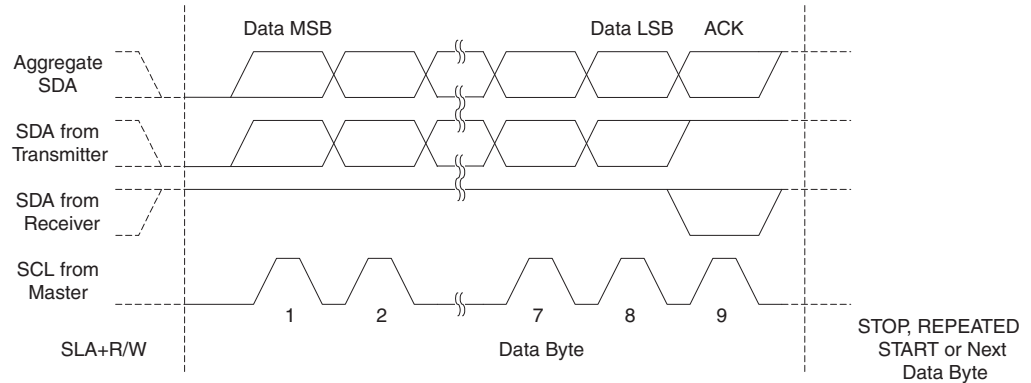 Data MSB
Data LSB
ACK
Aggregate
SDA
SDA from
Transmitter
SDA from
Receiver
SCL from
Master
1
2
7
8
9
SLA+R/W
Data Byte
STOP, REPEATED
START or Next
Data Byte